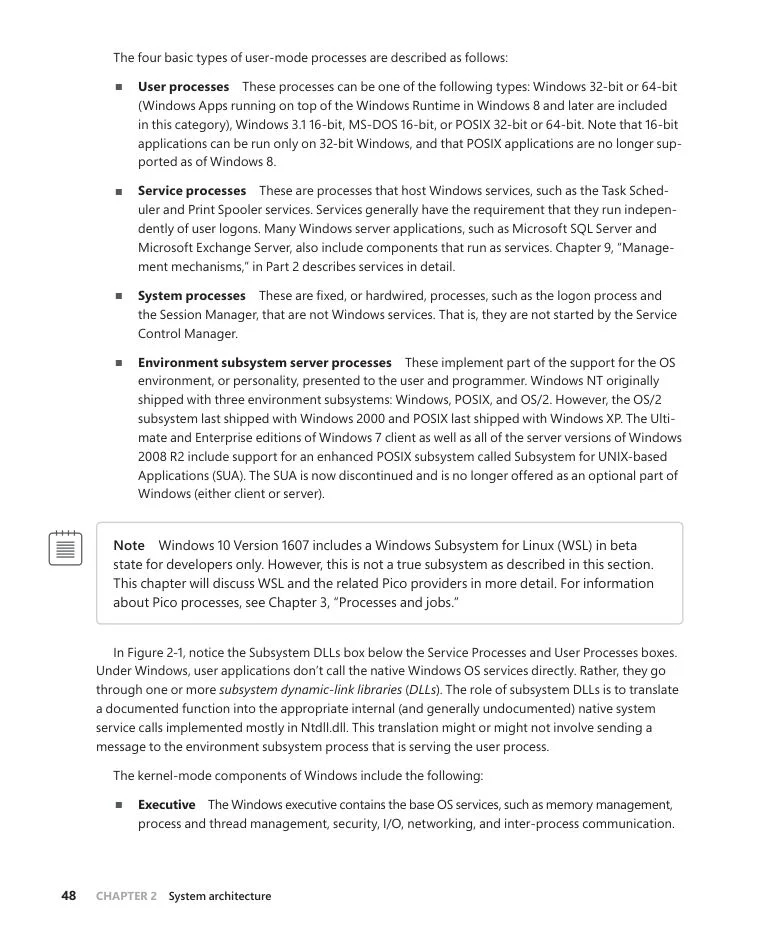 The four basic types of user-mode processes are described as follows:
■ User processes These processes can be one of the following types: Windows 32-bit or 64-bit
(Windows Apps running on top of the Windows Runtime in Windows 8 and later are included
in this category), Windows 3.1 16-bit, MS-DOS 16-bit, or POSIX 32-bit or 64-bit. Note that 16-bit
applications can be run only on 32-bit Windows, and that POSIX applications are no longer sup-
ported as of Windows 8.
■ Service processes These are processes that host Windows services, such as the Task Sched-
uler and Print Spooler services. Services generally have the requirement that they run indepen-
dently of user logons. Many Windows server applications, such as Microsoft SQL Server and
Microsoft Exchange Server, also include components that run as services. Chapter 9, “Manage-
ment mechanisms,” in Part 2 describes services in detail.
■ System processes These are fixed, or hardwired, processes, such as the logon process and
the Session Manager, that are not Windows services. That is, they are not started by the Service
Control Manager.
■ Environment subsystem server processes These implement part of the support for the OS
environment, or personality, presented to the user and programmer. Windows NT originally
shipped with three environment subsystems: Windows, POSIX, and OS/2. However, the OS/2
subsystem last shipped with Windows 2000 and POSIX last shipped with Windows XP. The Ulti-
mate and Enterprise editions of Windows 7 client as well as all of the server versions of Windows
2008 R2 include support for an enhanced POSIX subsystem called Subsystem for UNIX-based
Applications (SUA). The SUA is now discontinued and is no longer offered as an optional part of
Windows (either client or server).
Note Windows 10 Version 1607 includes a Windows Subsystem for Linux (WSL) in beta
state for developers only. However, this is not a true subsystem as described in this section.
This chapter will discuss WSL and the related Pico providers in more detail. For information
about Pico processes, see Chapter 3, “Processes and jobs.”
In Figure 2-1, notice the Subsystem DLLs box below the Service Processes and User Processes boxes.
Under Windows, user applications don’t call the native Windows OS services directly. Rather, they go
through one or more subsystem dynamic-link libraries (DLLs). The role of subsystem DLLs is to translate
a documented function into the appropriate internal (and generally undocumented) native system
service calls implemented mostly in Ntdll.dll. This translation might or might not involve sending a
message to the environment subsystem process that is serving the user process.
The kernel-mode components of Windows include the following:
■ Executive The Windows executive contains the base OS services, such as memory management,
process and thread management, security, I/O, networking, and inter-process communication.
48 CHAPTER 2 System architecture